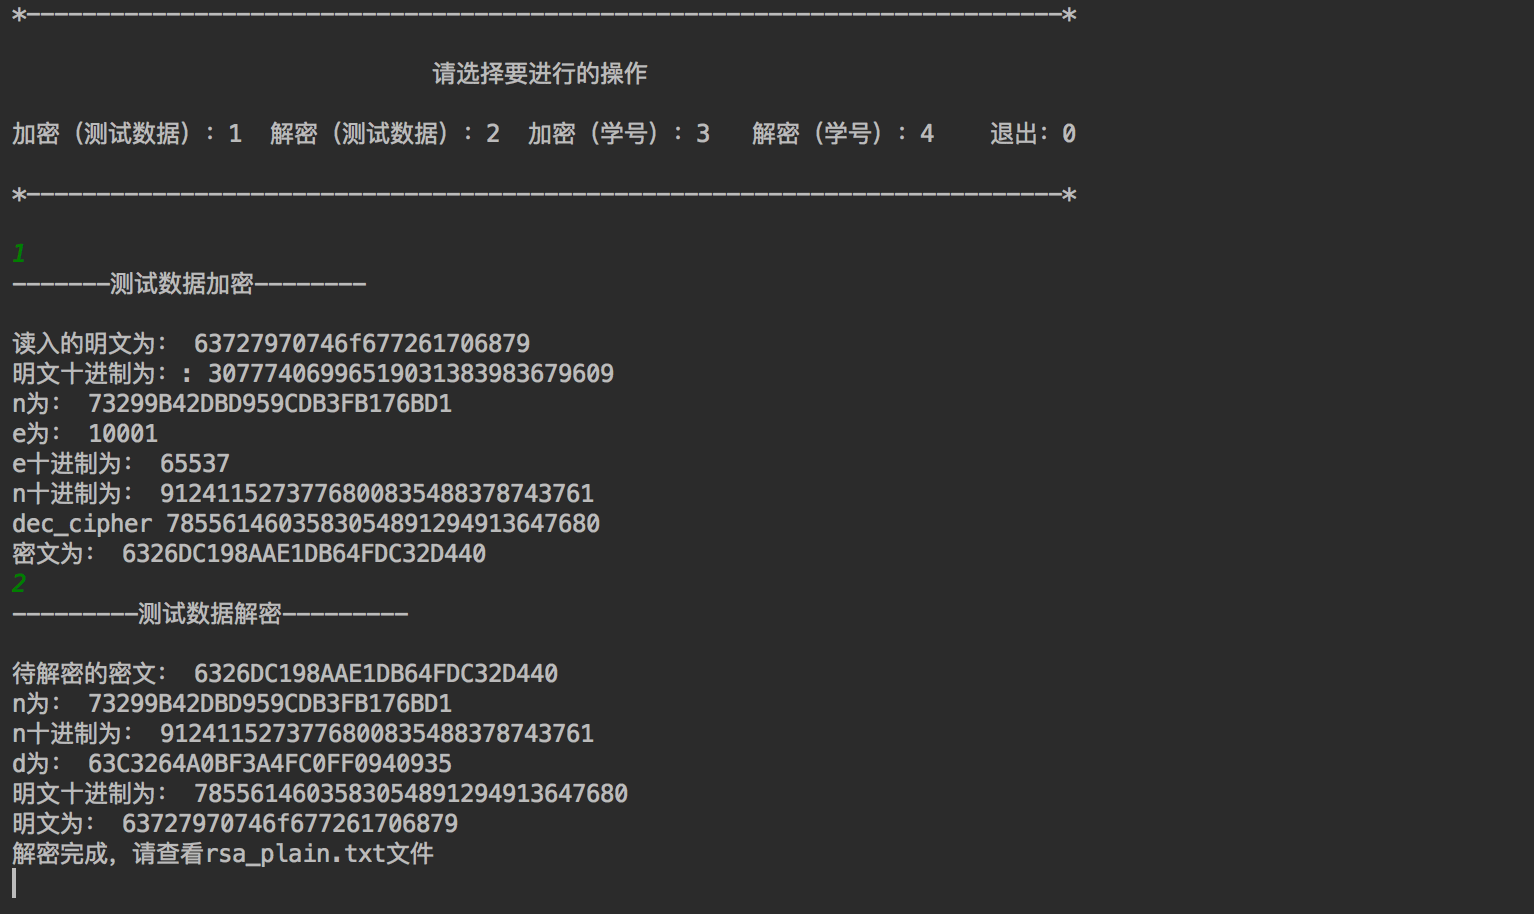 *——————————————————————————————————————————————————————————————————————————*
请选择要进行的操作
加密（测试数据）：1  解密（测试数据）：2  加密（学号）：3   解密（学号）：4    退出：0
*——————————————————————————————————————————————————————————————————————————*
1
———————测试数据加密————————
读入的明文为： 63727970746f677261706879
明文十进制为：: 30777406996519031383983679609
n为： 73299B42DBD959CDB3FB176BD1
e为： 10001
e十进制为： 65537
n十进制为： 9124115273776800835488378743761
dec_cipher 7855614603583054891294913647680
密文为： 6326DC198AAE1DB64FDC32D440
2
—————————测试数据解密—————————
待解密的密文： 6326DC198AAE1DB64FDC32D440
n为： 73299B42DBD959CDB3FB176BD1
n十进制为： 9124115273776800835488378743761
d为： 63C3264A0BF3A4FC0FF0940935
明文十进制为： 7855614603583054891294913647680
明文为： 63727970746f677261706879
解密完成，请查看rsa_plain.txt文件